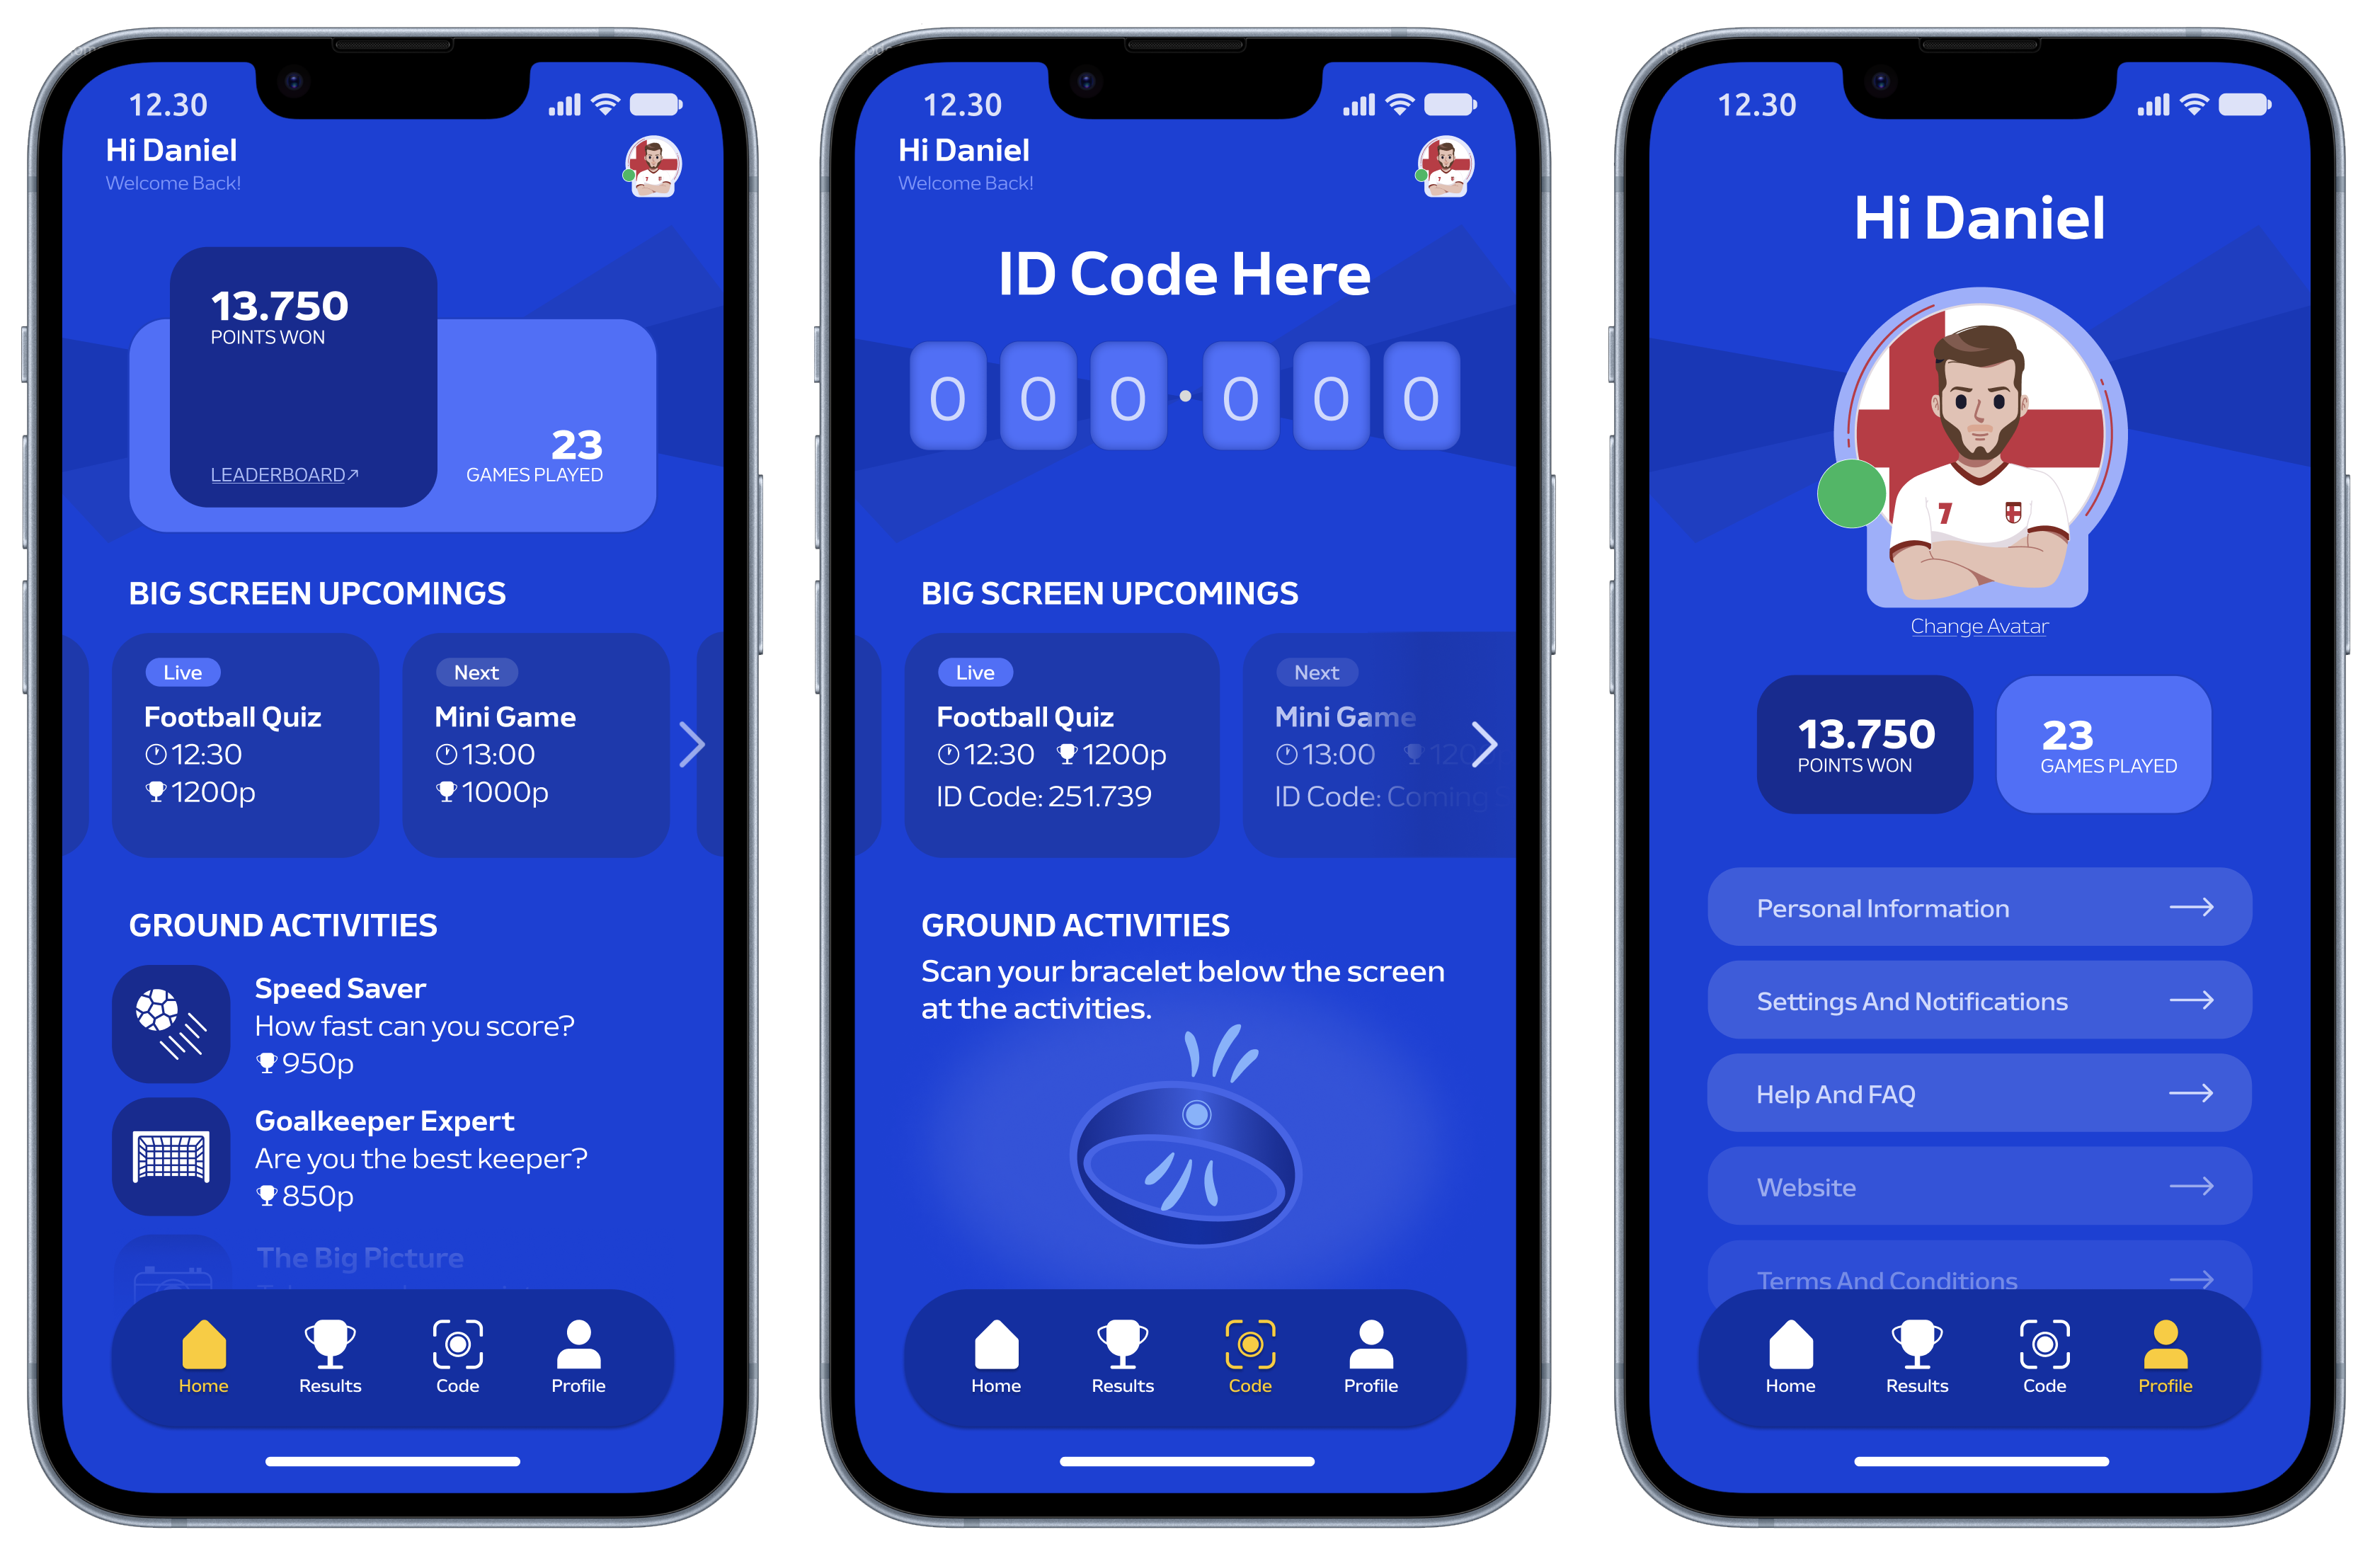 12.30
Hi Daniel
Welcome Back!
13.750
POINTS WON
LEADERBOARD↗
23
GAMES PLAYED
BIG SCREEN UPCOMINGS
Live
Football Quiz
12:30
1200p
Next
Mini Game
13:00
1000p
GROUND ACTIVITIES
Speed Saver
How fast can you score?
950p
Goalkeeper Expert
Are you the best keeper?
850p
The Big Picture
Home Results Code Profile
12.30
Hi Daniel
Welcome Back!
ID Code Here
0 0 0 · 0 0 0
BIG SCREEN UPCOMINGS
Live
Football Quiz
12:30 1200p
ID Code: 251.739
Next
Mini Game
13:00 120
ID Code: Coming
GROUND ACTIVITIES
Scan your bracelet below the screen
at the activities.
Home Results Code Profile
12.30
Hi Daniel
7
Change Avatar
13.750
POINTS WON
23
GAMES PLAYED
Personal Information
Settings And Notifications
Help And FAQ
Website
Terms And Conditions
Home Results Code Profile